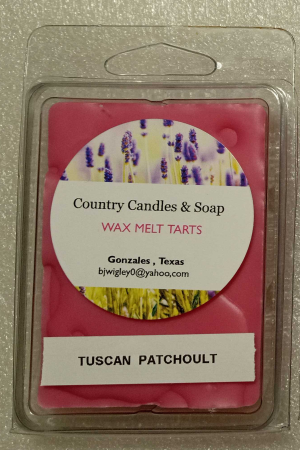 Country Candles & Soap
WAX MELT TARTS
Gonzales , Texas
bjwigley0@yahoo,com
TUSCAN PATCHOULT